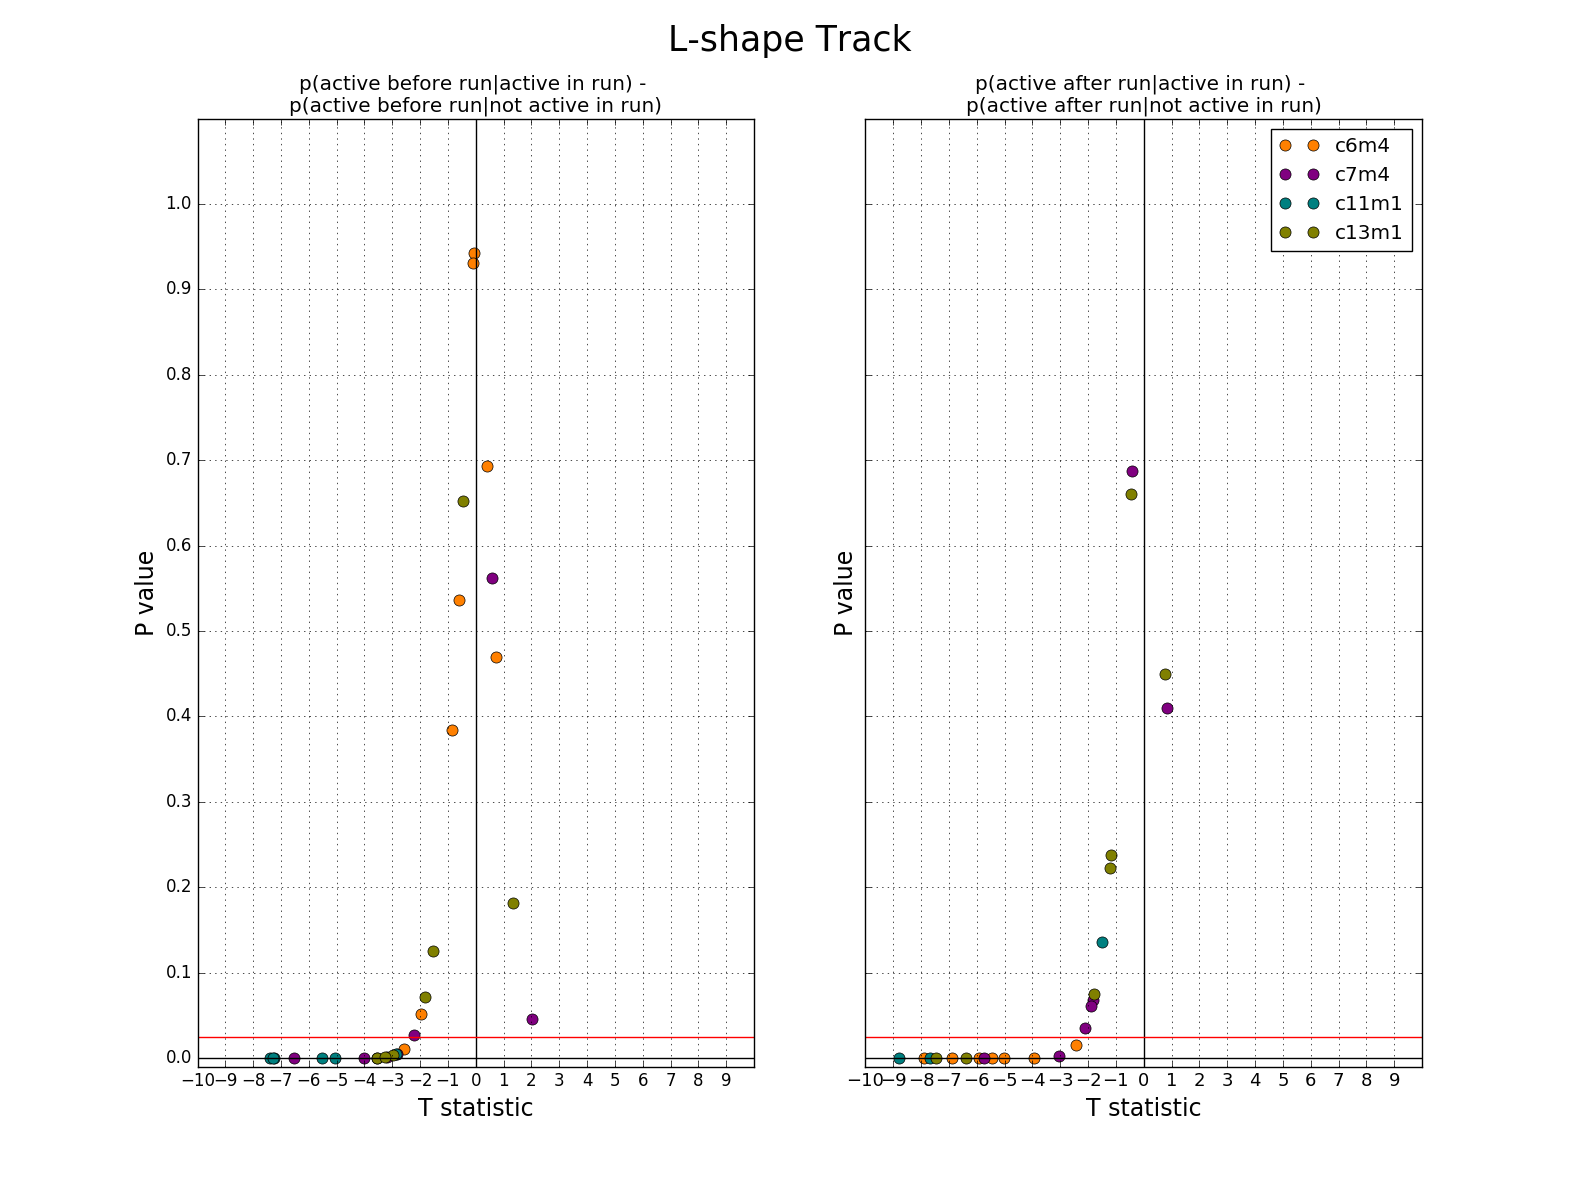 L-shape Track
p(active before run|active in run) -
p(active before run|not active in run)
1.0
0.9
0.8
0.7
0.6
0.5
0.4
0.3
0.2
0.1
0.0
P value
−10 −9 −8 −7 −6 −5 −4 −3 −2 −1 0 1 2 3 4 5 6 7 8 9
T statistic
p(active after run|active in run) -
p(active after run|not active in run)
c6m4
c7m4
c11m1
c13m1
P value
−10 −9 −8 −7 −6 −5 −4 −3 −2 −1 0 1 2 3 4 5 6 7 8 9
T statistic